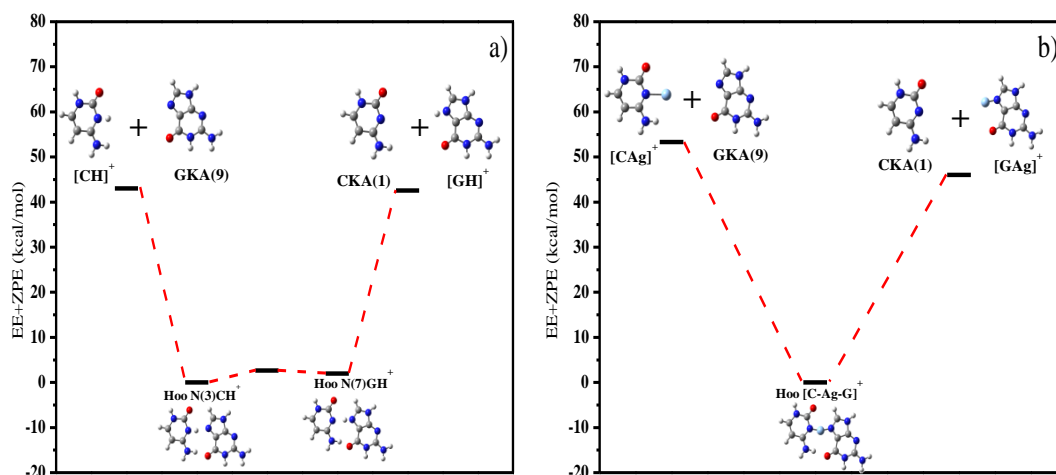 a)
80
70
60
50
40
30
20
10
0
-10
-20
EE+ZPE (kcal/mol)
+
[CH]⁺
GKA(9)
+
CKA(1)
[GH]⁺
Hoo N(3)CH⁺
Hoo N(7)GH⁺
b)
80
70
60
50
40
30
20
10
0
-10
-20
EE+ZPE (kcal/mol)
+
[CAg]⁺
GKA(9)
+
CKA(1)
[GAg]⁺
Hoo [C-Ag-G]⁺